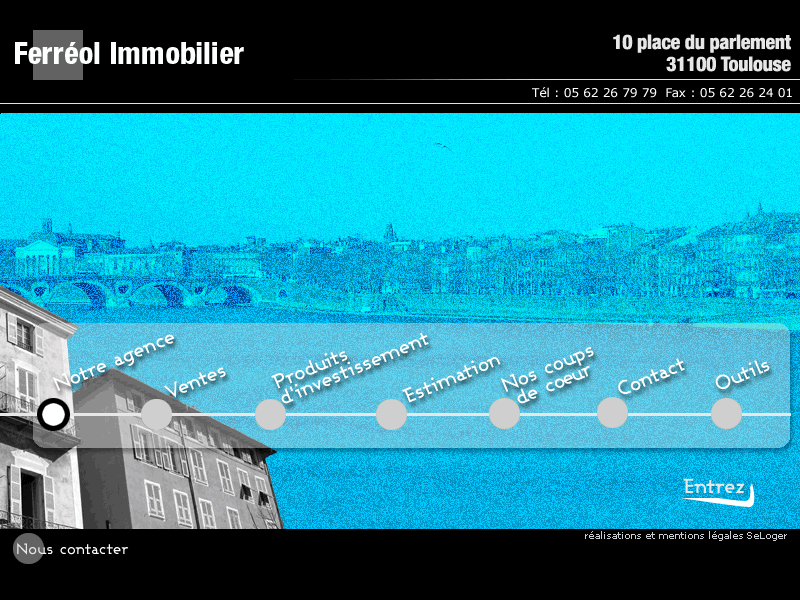 Ferréol Immobilier
10 place du parlement
31100 Toulouse
Tél : 05 62 26 79 79 Fax : 05 62 26 24 01
Notre agence
Ventes
Produits
d'investissement
Estimation
Nos coups
de cœur
Contact
Outils
Entrez
réalisations et mentions légales SeLoger
Nous contacter